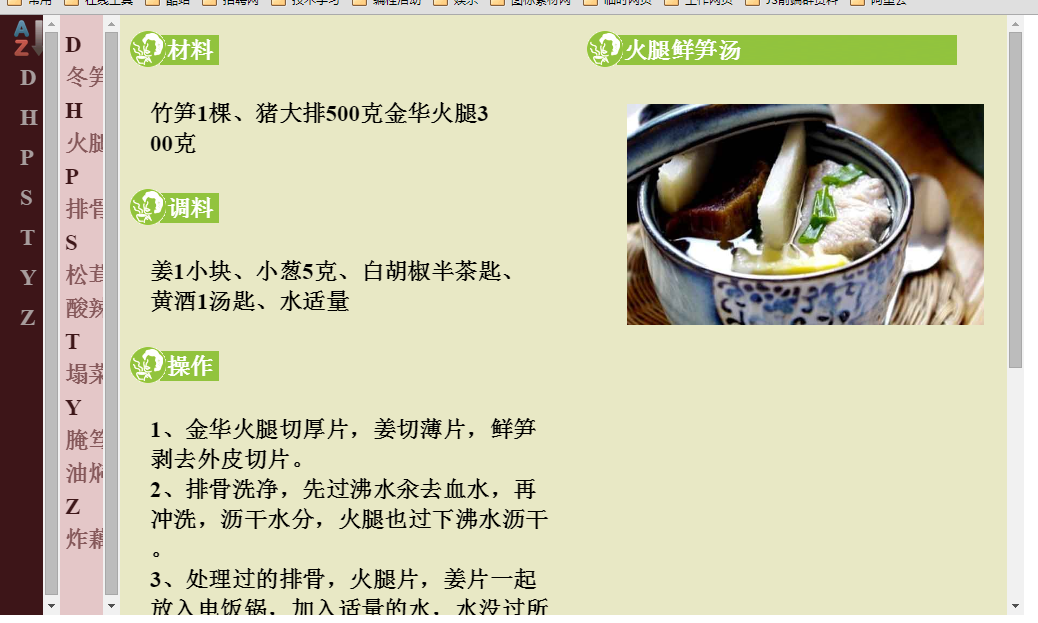 常用 在线工具 酷站 招聘网 技术学习 编程活动 娱乐 图标素材网 临时网页 工作网页 JS前端群资料 阿里云
A
Z
D
H
P
S
T
Y
Z
D
冬笋
H
火腿
P
排骨
S
松茸
酸辣
T
塌菜
Y
腌笃
油焖
Z
炸藕
材料
竹笋1棵、猪大排500克金华火腿3
00克
调料
姜1小块、小葱5克、白胡椒半茶匙、
黄酒1汤匙、水适量
操作
1、金华火腿切厚片，姜切薄片，鲜笋
剥去外皮切片。
2、排骨洗净，先过沸水汆去血水，再
冲洗，沥干水分，火腿也过下沸水沥干
。
3、处理过的排骨，火腿片，姜片一起
放入电饭锅，加入适量的水，水没过所
火腿鲜笋汤